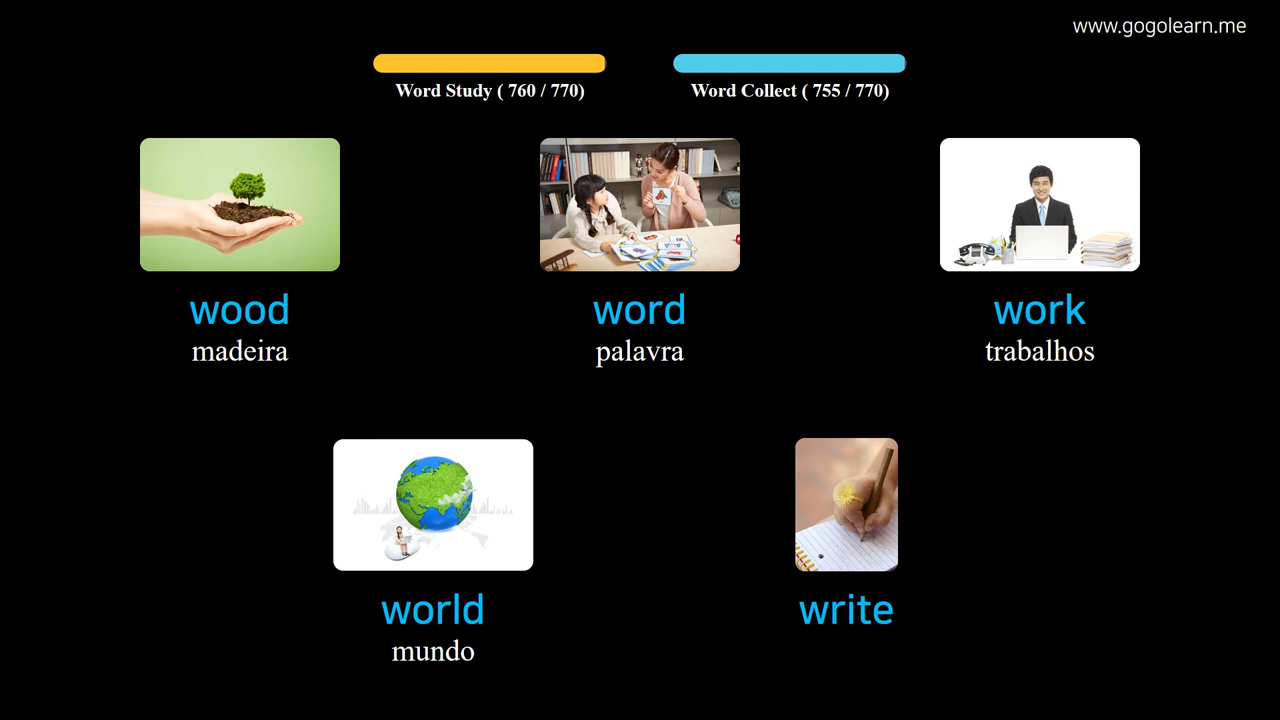 www.gogolearn.me
Word Study ( 760 / 770)
Word Collect ( 755 / 770)
wood
madeira
word
palavra
work
trabalhos
world
mundo
write